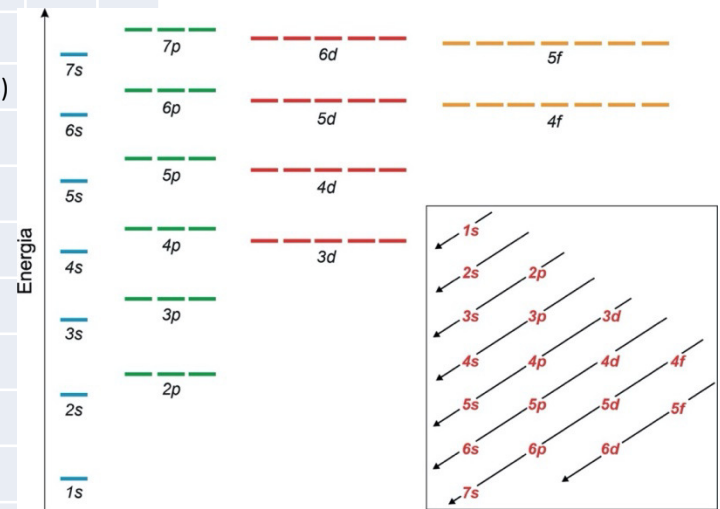 7p
6d
5f
7s
)
6p
5d
4f
6s
5p
4d
5s
4p
3d
4s
Energia
3p
3s
2p
2s
1s
1s
2s 2p
3s 3p 3d
4s 4p 4d 4f
5s 5p 5d 5f
6s 6p 6d
7s